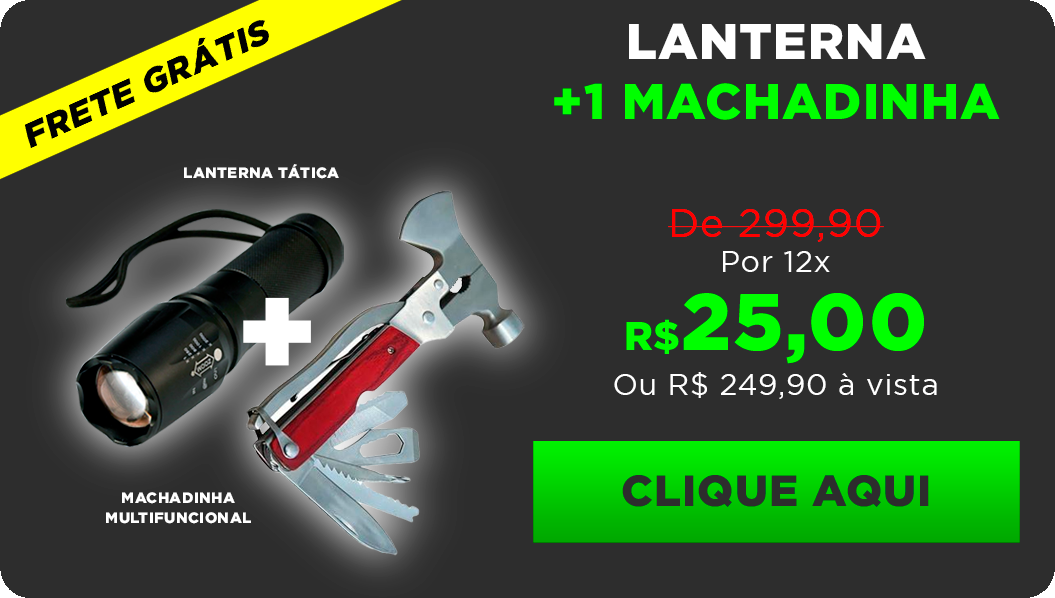 FRETE GRÁTIS
LANTERNA
+1 MACHADINHA
LANTERNA TÁTICA
De 299,90
Por 12x
R$25,00
Ou R$ 249,90 à vista
CLIQUE AQUI
MACHADINHA
MULTIFUNCIONAL